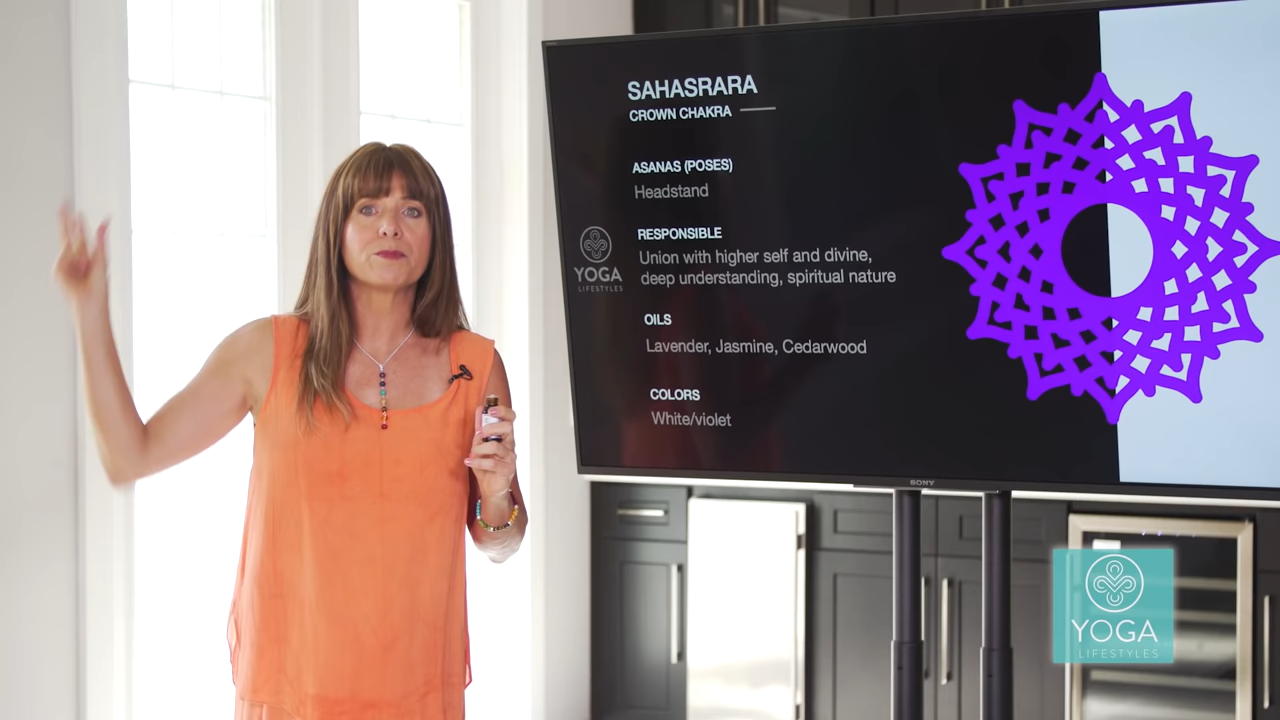 SAHASRARA
CROWN CHAKRA
ASANAS (POSES)
Headstand
RESPONSIBLE
Union with higher self and divine,
deep understanding, spiritual nature
OILS
Lavender, Jasmine, Cedarwood
COLORS
White/violet
YOGA
LIFESTYLES
SONY
YOGA
LIFESTYLES